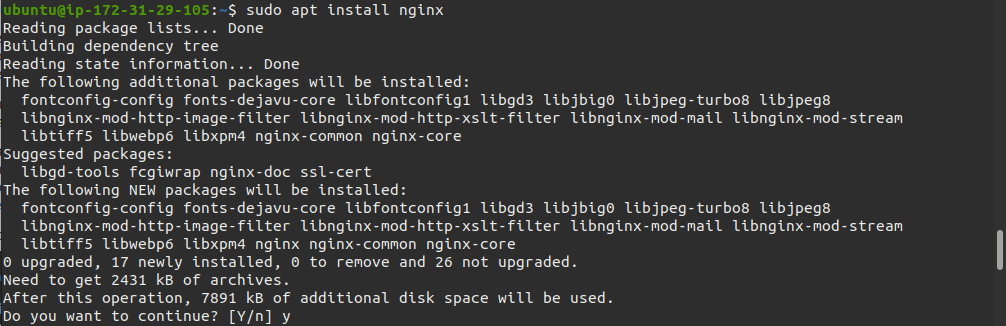 ubuntu@ip-172-31-29-105:~$ sudo apt install nginx
Reading package lists... Done
Building dependency tree
Reading state information... Done
The following additional packages will be installed:
  fontconfig-config fonts-dejavu-core libfontconfig1 libgd3 libjbig0 libjpeg-turbo8 libjpeg8
  libnginx-mod-http-image-filter libnginx-mod-http-xslt-filter libnginx-mod-mail libnginx-mod-stream
  libtiff5 libwebp6 libxpm4 nginx-common nginx-core
Suggested packages:
  libgd-tools fcgiwrap nginx-doc ssl-cert
The following NEW packages will be installed:
  fontconfig-config fonts-dejavu-core libfontconfig1 libgd3 libjbig0 libjpeg-turbo8 libjpeg8
  libnginx-mod-http-image-filter libnginx-mod-http-xslt-filter libnginx-mod-mail libnginx-mod-stream
  libtiff5 libwebp6 libxpm4 nginx nginx-common nginx-core
0 upgraded, 17 newly installed, 0 to remove and 26 not upgraded.
Need to get 2431 kB of archives.
After this operation, 7891 kB of additional disk space will be used.
Do you want to continue? [Y/n] y